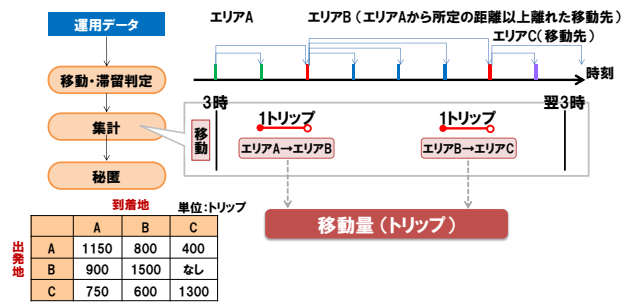 運用データ
移動・滞留判定
集計
秘匿
エリアA
エリアB（エリアAから所定の距離以上離れた移動先）
エリアC（移動先）
時刻
3時
翌3時
移動
1トリップ
1トリップ
エリアA→エリアB
エリアB→エリアC
移動量（トリップ）
到着地
単位：トリップ
出発地
A B C
A 1150 800 400
B 900 1500 なし
C 750 600 1300